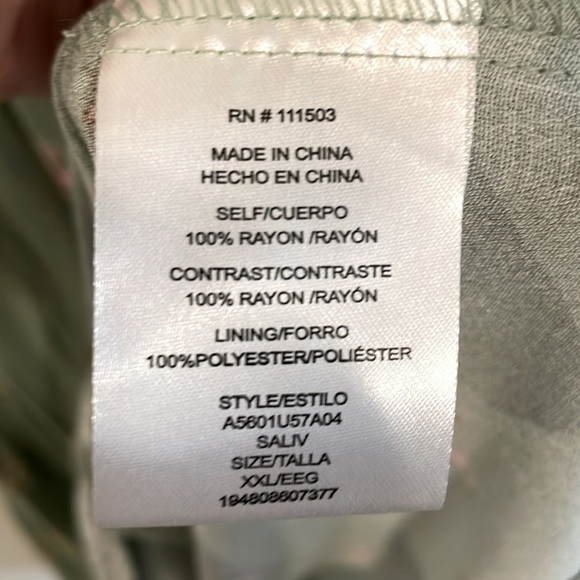 RN # 111503
MADE IN CHINA
HECHO EN CHINA
SELF/CUERPO
100% RAYON /RAYÓN
CONTRAST/CONTRASTE
100% RAYON /RAYÓN
LINING/FORRO
100%POLYESTER/POLIÉSTER
STYLE/ESTILO
A5601U57A04
SALIV
SIZE/TALLA
XXL/EEG
194808607377